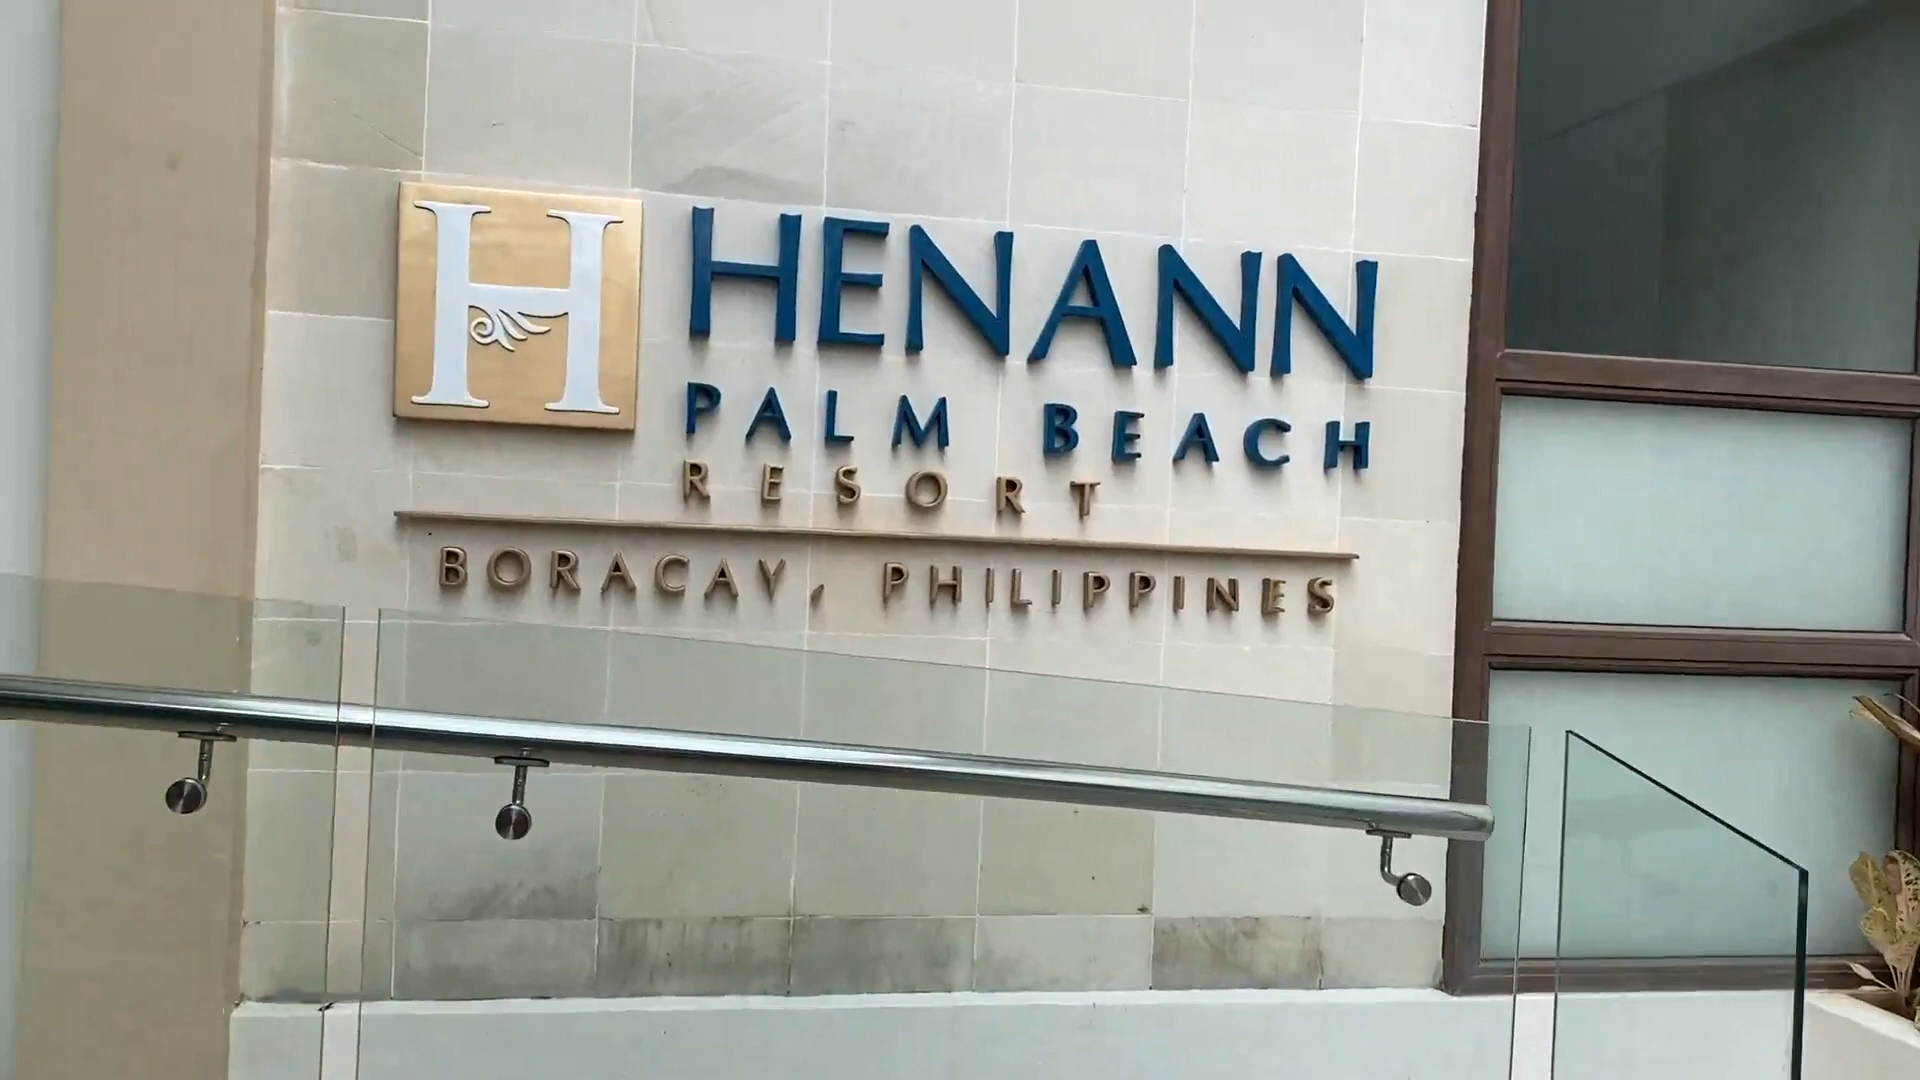 H
HENANN
PALM BEACH
RESORT
BORACAY, PHILIPPINES